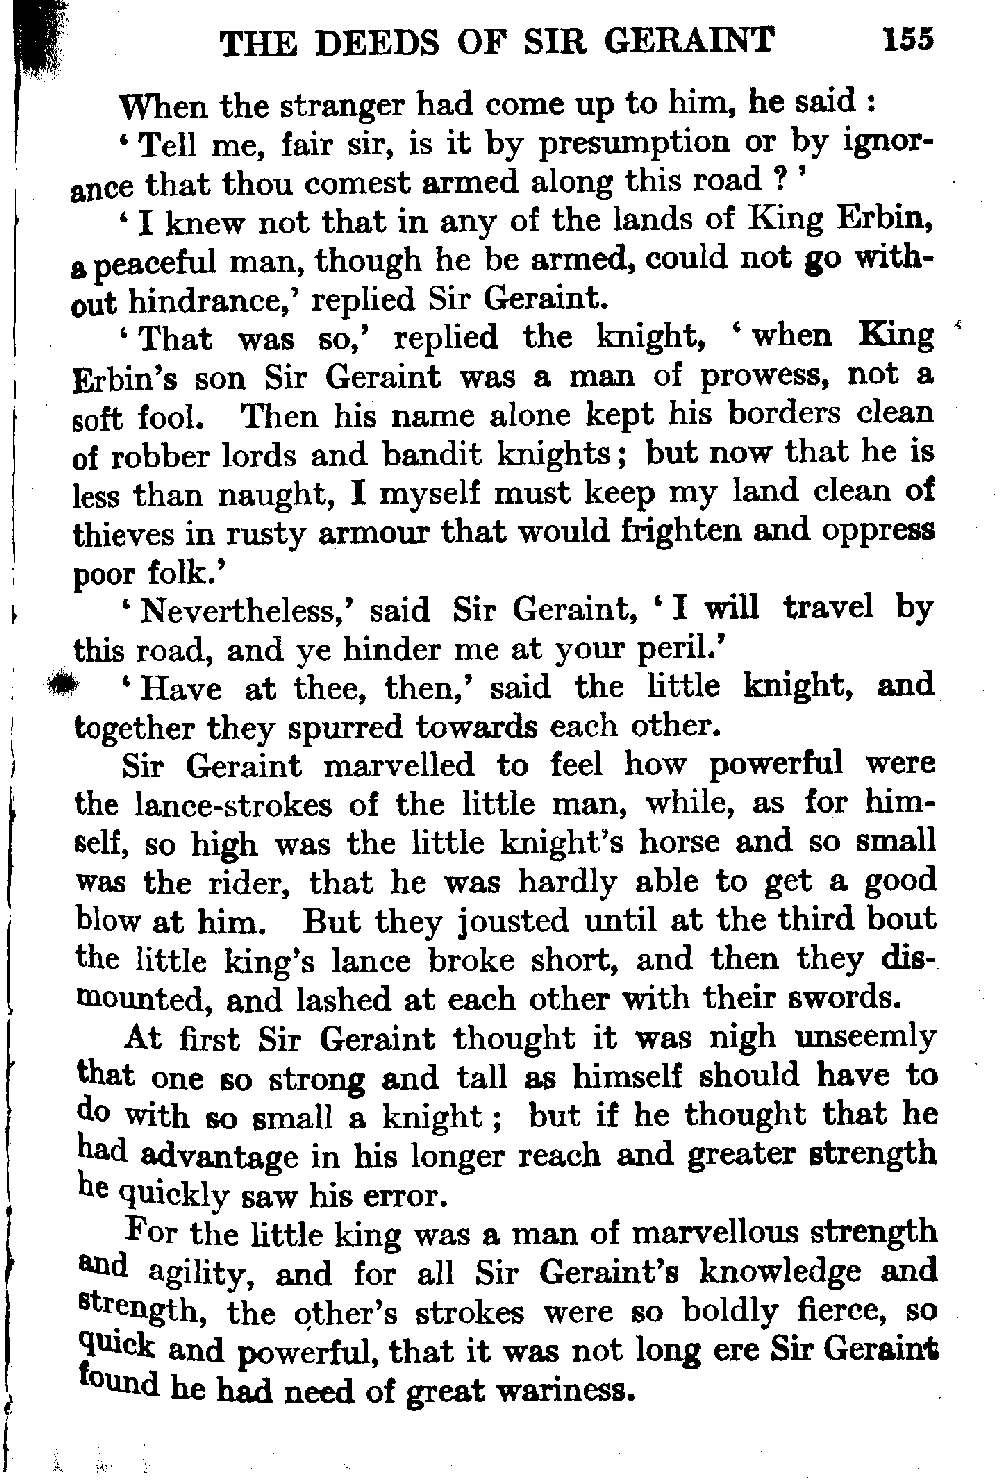 THE DEEDS OF SIR GERAINT 155
When the stranger had come up to him, he said :
‘ Tell me, fair sir, is it by presumption or by ignor-
ance that thou comest armed along this road ? ’
‘ I knew not that in any of the lands of King Erbin,
a peaceful man, though he be armed, could not go with-
out hindrance,’ replied Sir Geraint.
‘ That was so,’ replied the knight, ‘ when King
Erbin’s son Sir Geraint was a man of prowess, not a
soft fool. Then his name alone kept his borders clean
of robber lords and bandit knights ; but now that he is
less than naught, I myself must keep my land clean of
thieves in rusty armour that would frighten and oppress
poor folk.’
‘ Nevertheless,’ said Sir Geraint, ‘ I will travel by
this road, and ye hinder me at your peril.’
‘ Have at thee, then,’ said the little knight, and
together they spurred towards each other.
Sir Geraint marvelled to feel how powerful were
the lance-strokes of the little man, while, as for him-
self, so high was the little knight’s horse and so small
was the rider, that he was hardly able to get a good
blow at him. But they jousted until at the third bout
the little king’s lance broke short, and then they dis-
mounted, and lashed at each other with their swords.
At first Sir Geraint thought it was nigh unseemly
that one so strong and tall as himself should have to
do with so small a knight ; but if he thought that he
had advantage in his longer reach and greater strength
he quickly saw his error.
For the little king was a man of marvellous strength
and agility, and for all Sir Geraint’s knowledge and
strength, the other’s strokes were so boldly fierce, so
quick and powerful, that it was not long ere Sir Geraint
found he had need of great wariness.